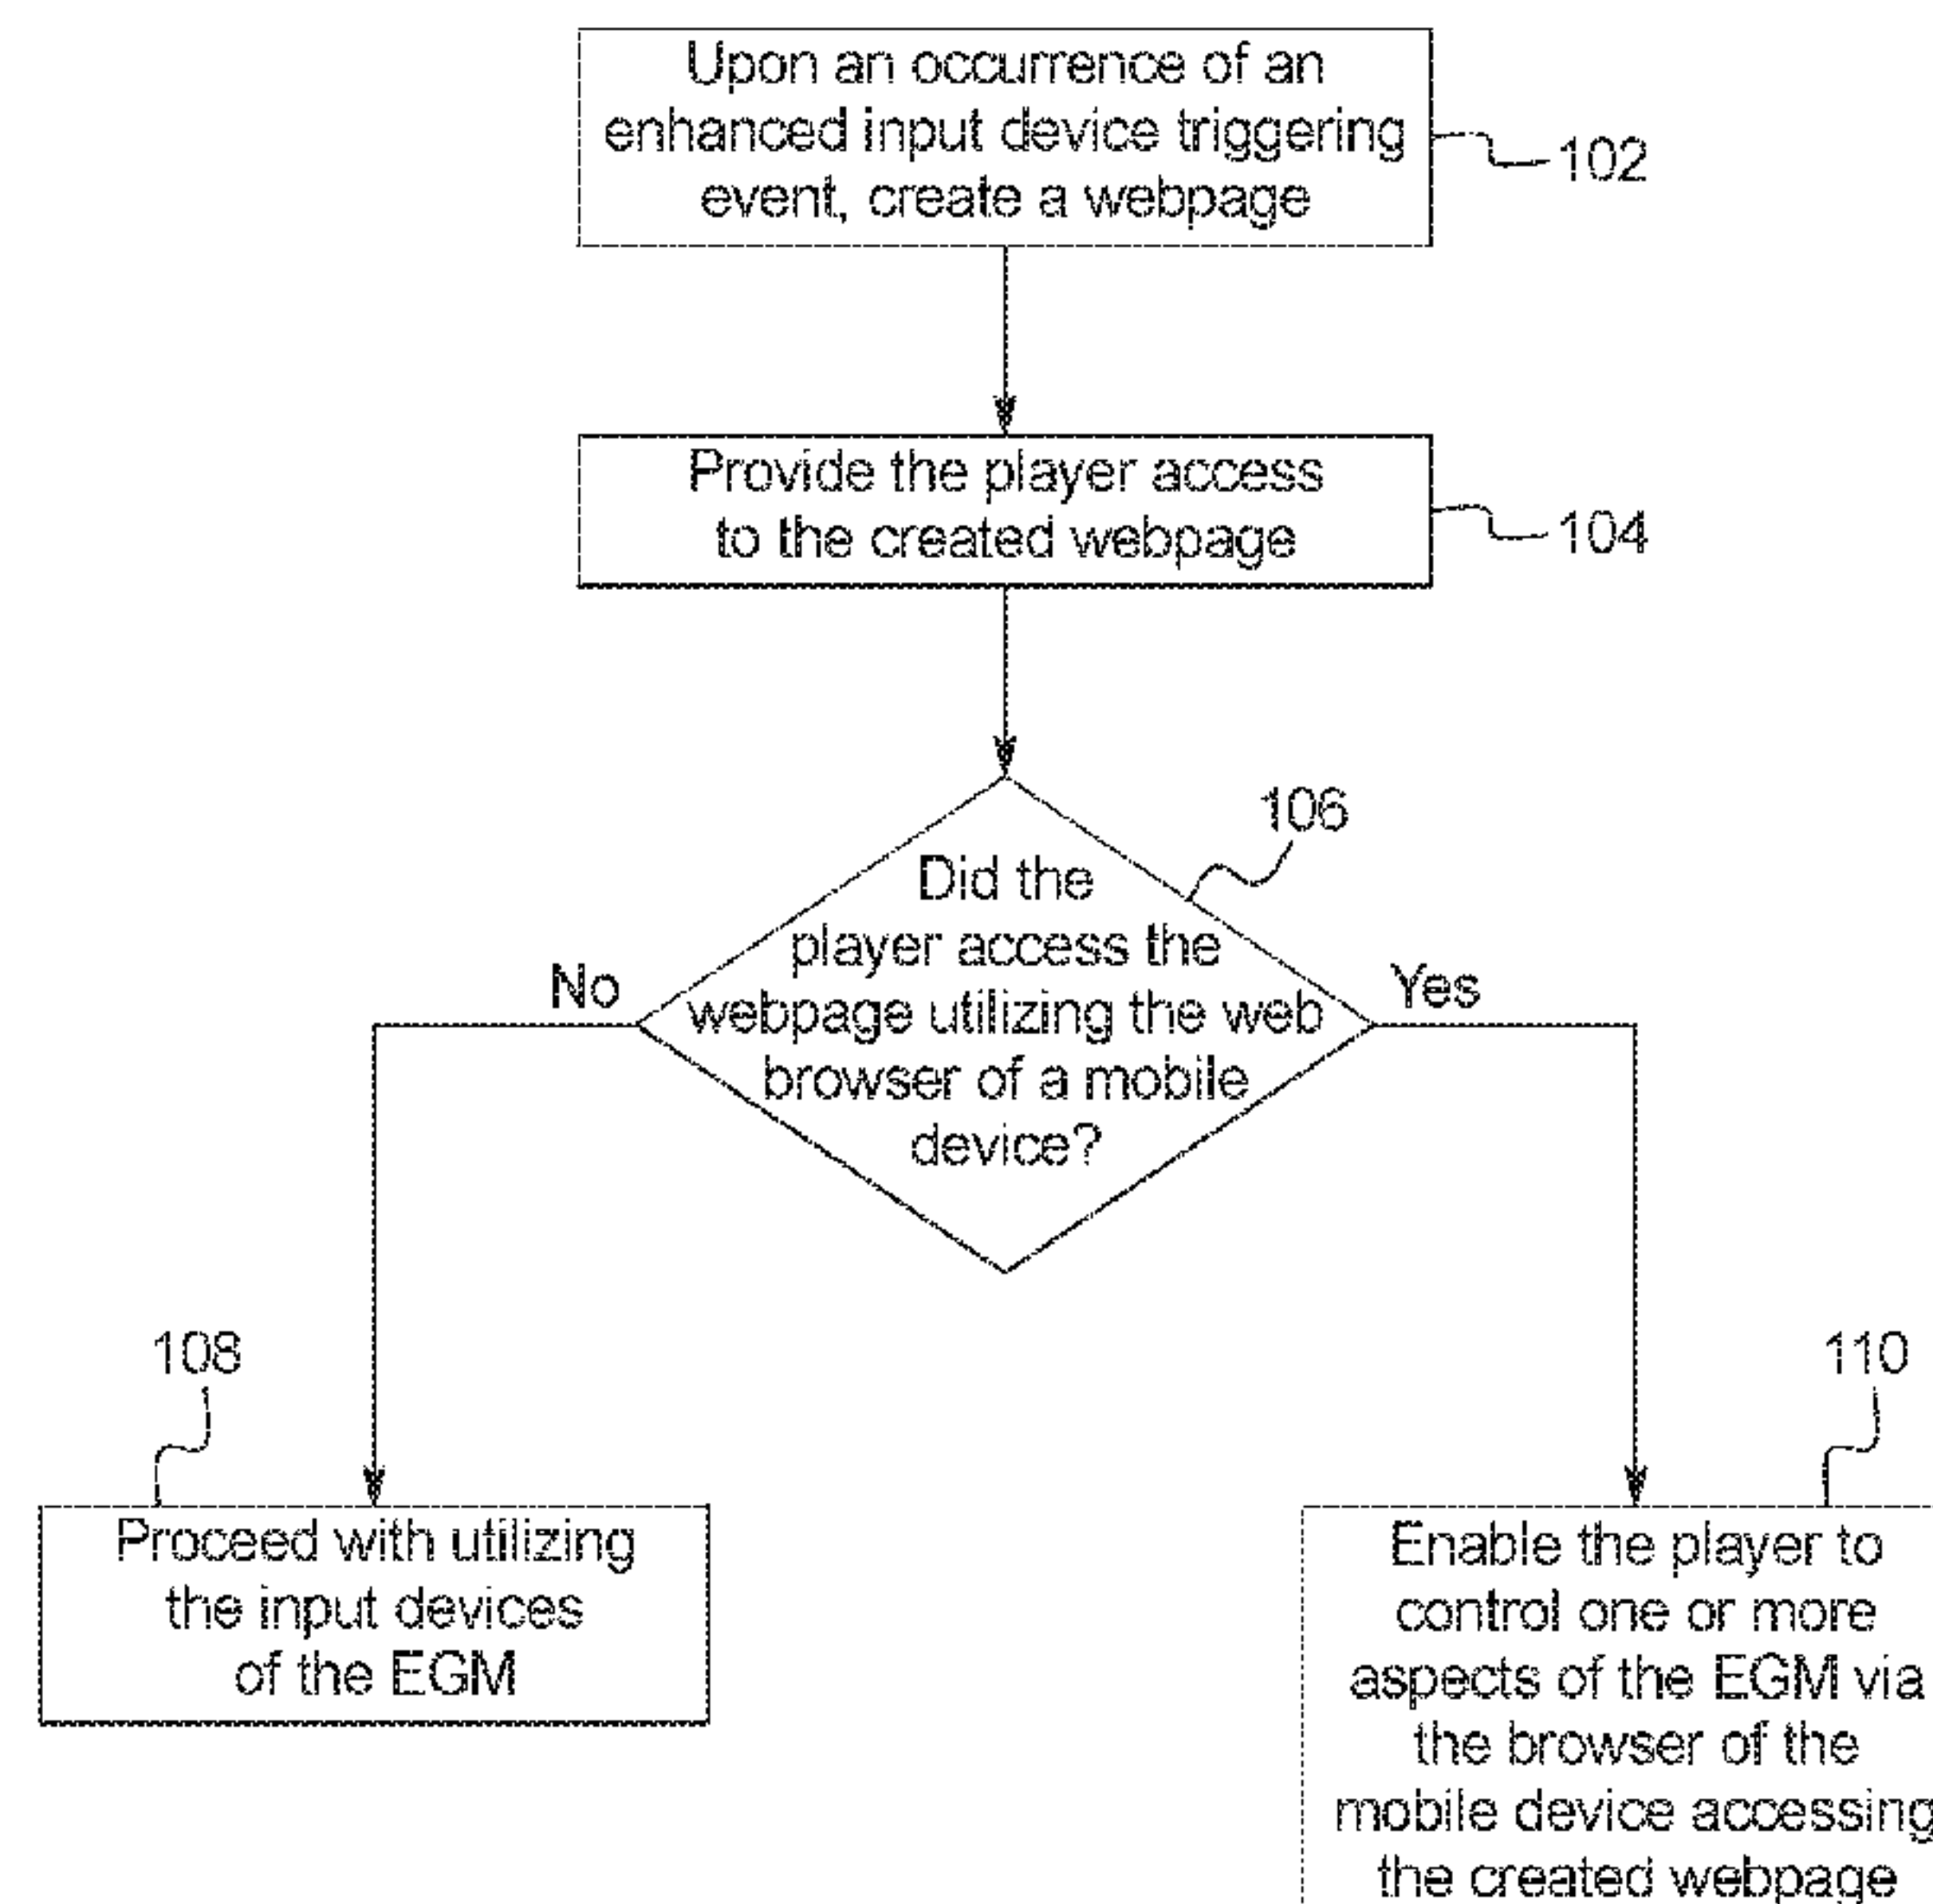 Upon an occurrence of an
enhanced input device triggering
event, create a webpage
102
Provide the player access
to the created webpage
104
106
Did the
player access the
webpage utilizing the web
browser of a mobile
device?
No
Yes
108
110
Proceed with utilizing
the input devices
of the EGM
Enable the player to
control one or more
aspects of the EGM via
the browser of the
mobile device accessing
the created webpage